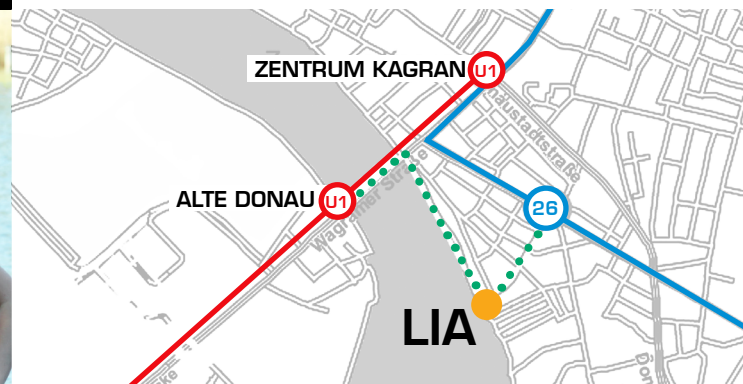 ZENTRUM KAGRAN U1
ALTE DONAU U1
Wagramer Straße
26
LIA